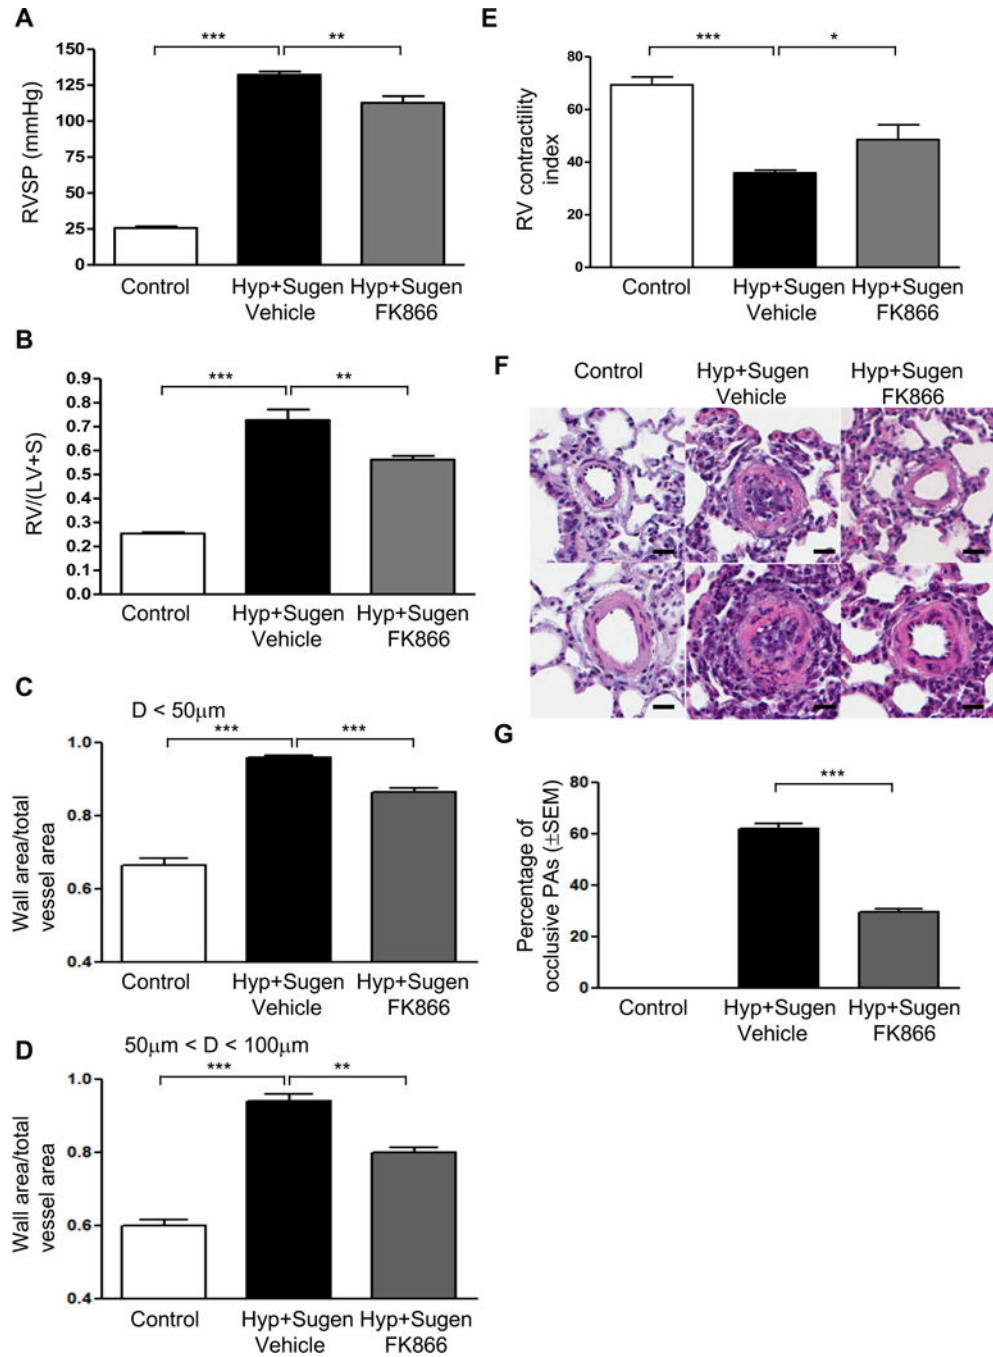 A
RVSP (mmHg)
150
125
100
75
50
25
0
***
**
Control
Hyp+Sugen
Vehicle
Hyp+Sugen
FK866
B
RV/(LV+S)
0.9
0.8
0.7
0.6
0.5
0.4
0.3
0.2
0.1
0.0
***
**
Control
Hyp+Sugen
Vehicle
Hyp+Sugen
FK866
C
D < 50μm
Wall area/total
vessel area
1.0
0.8
0.6
0.4
***
***
Control
Hyp+Sugen
Vehicle
Hyp+Sugen
FK866
D
50μm < D < 100μm
Wall area/total
vessel area
1.0
0.8
0.6
0.4
***
**
Control
Hyp+Sugen
Vehicle
Hyp+Sugen
FK866
E
RV contractility
index
80
60
40
20
0
***
*
Control
Hyp+Sugen
Vehicle
Hyp+Sugen
FK866
F
Control
Hyp+Sugen
Vehicle
Hyp+Sugen
FK866
G
Percentage of
occlusive PAs (±SEM)
80
60
40
20
0
***
Control
Hyp+Sugen
Vehicle
Hyp+Sugen
FK866